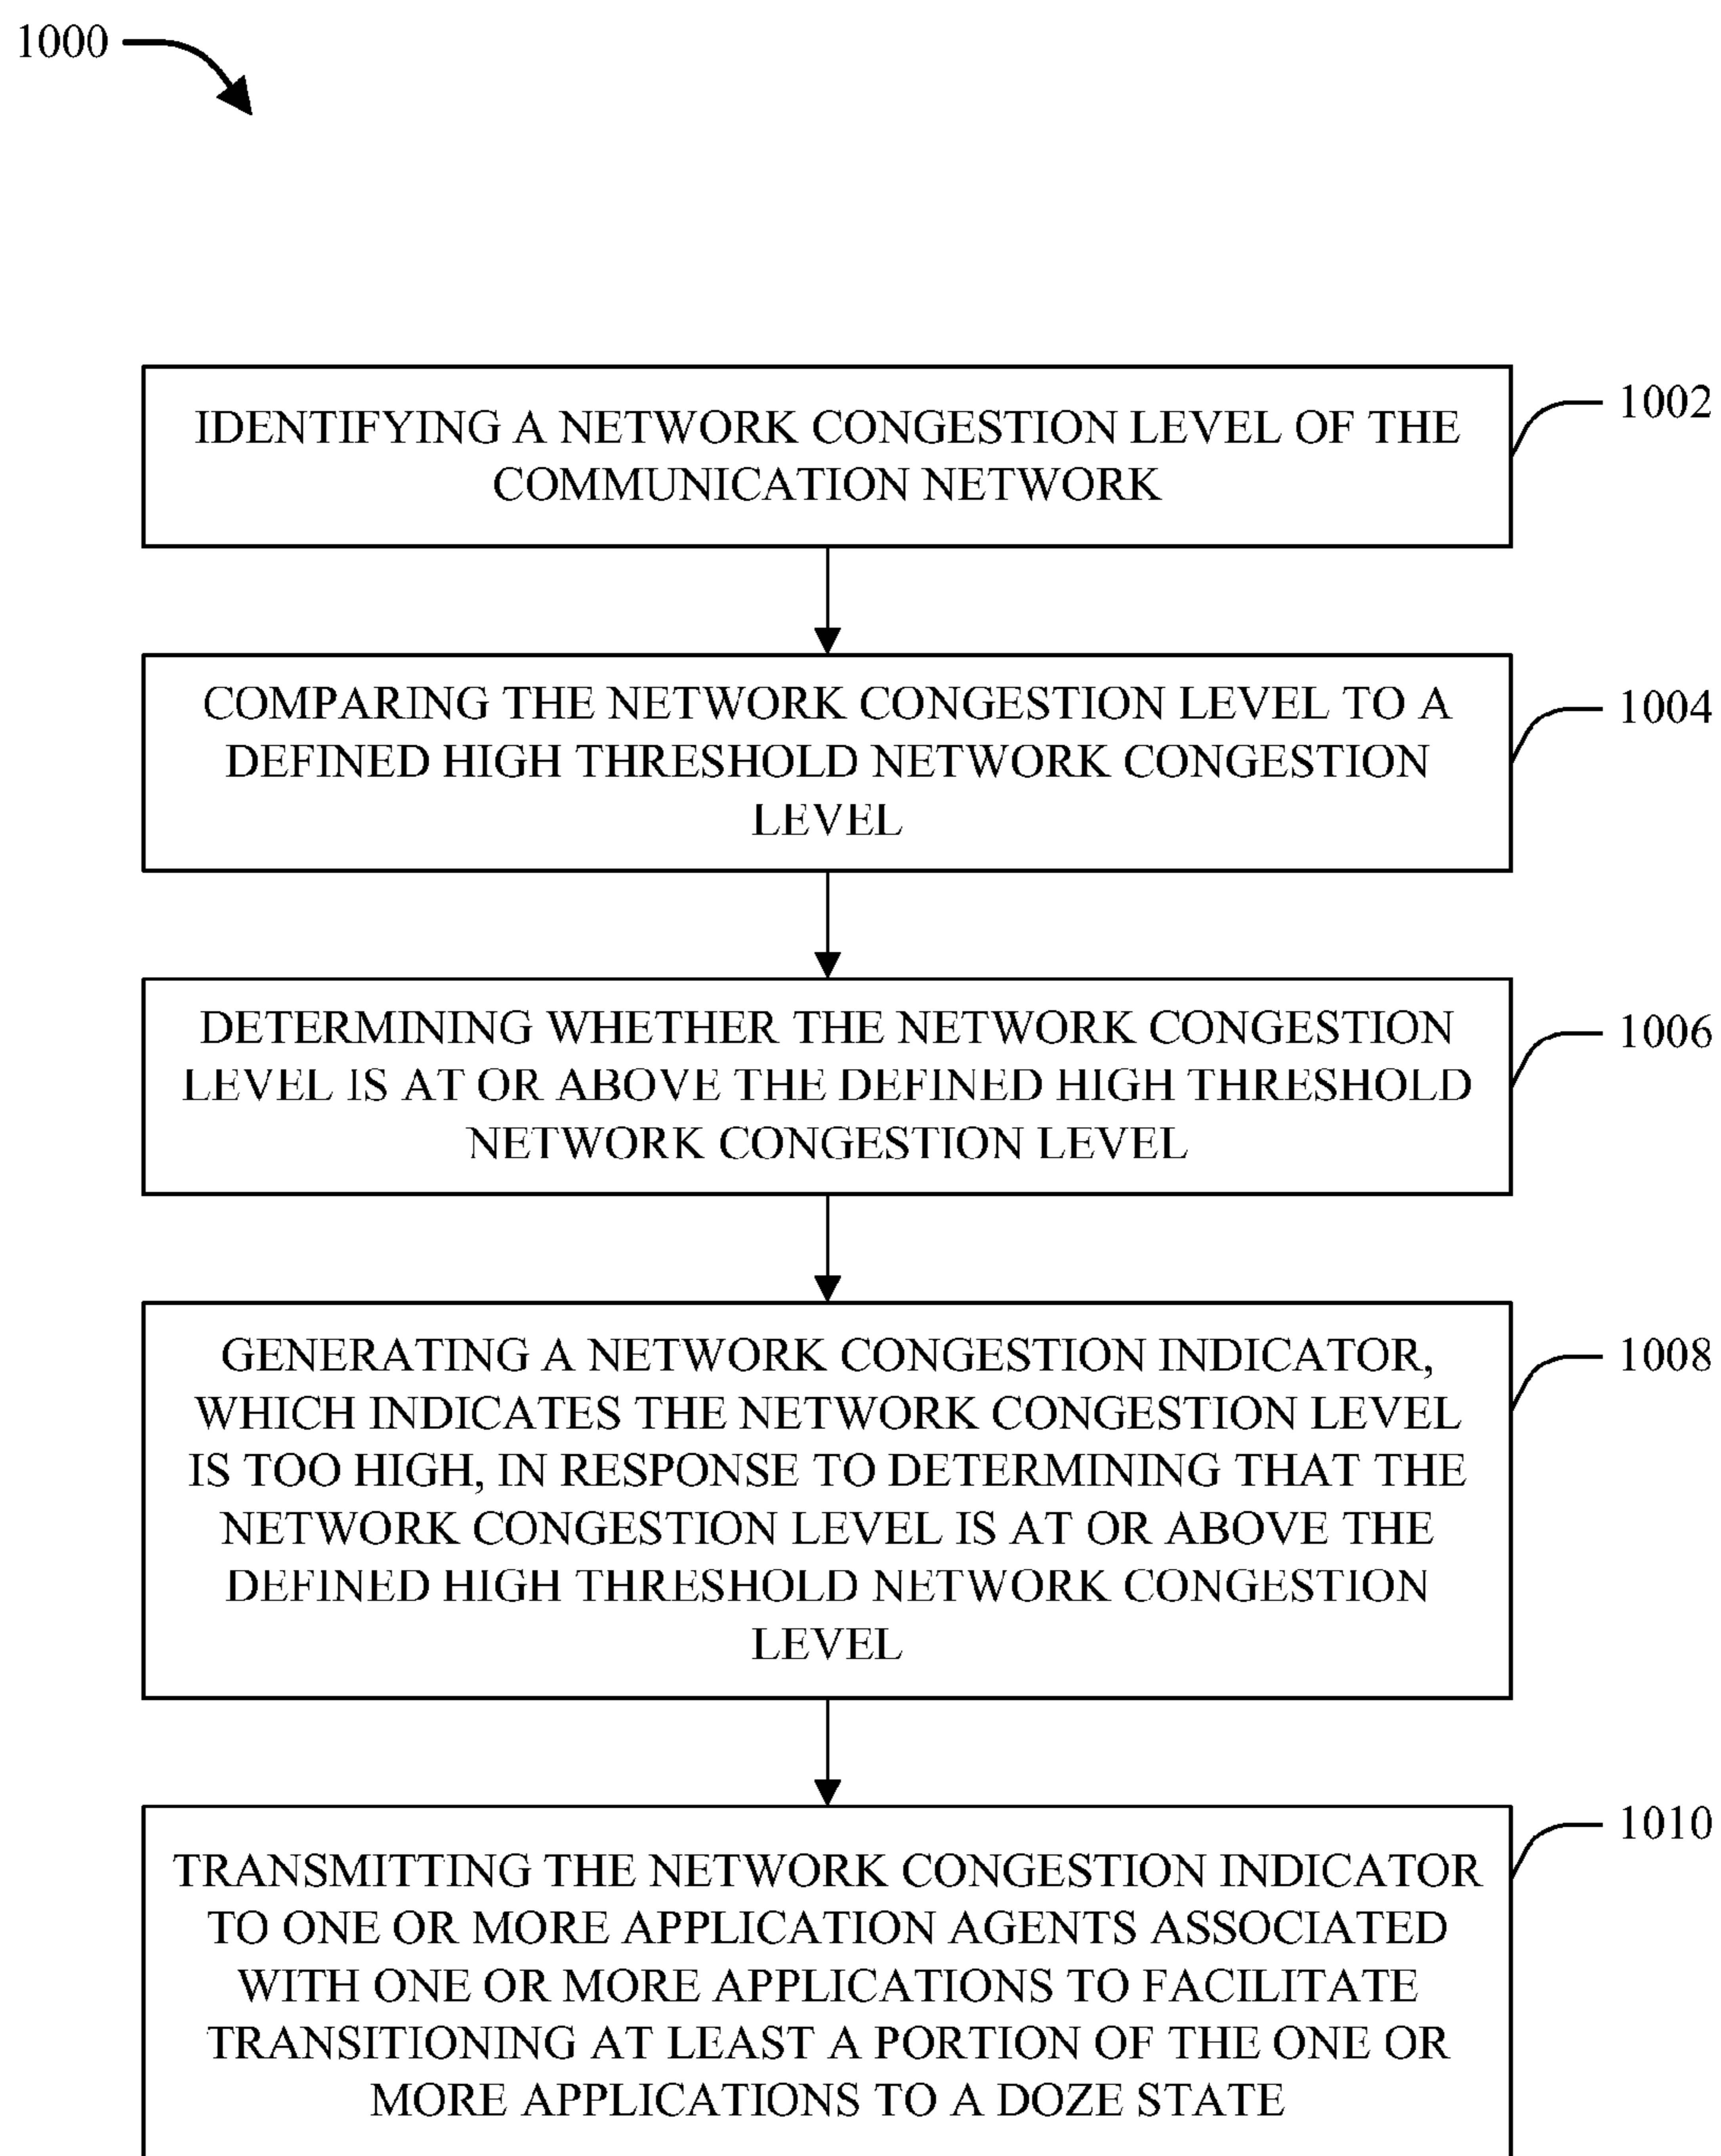 1000
IDENTIFYING A NETWORK CONGESTION LEVEL OF THE
COMMUNICATION NETWORK
1002
COMPARING THE NETWORK CONGESTION LEVEL TO A
DEFINED HIGH THRESHOLD NETWORK CONGESTION
LEVEL
1004
DETERMINING WHETHER THE NETWORK CONGESTION
LEVEL IS AT OR ABOVE THE DEFINED HIGH THRESHOLD
NETWORK CONGESTION LEVEL
1006
GENERATING A NETWORK CONGESTION INDICATOR,
WHICH INDICATES THE NETWORK CONGESTION LEVEL
IS TOO HIGH, IN RESPONSE TO DETERMINING THAT THE
NETWORK CONGESTION LEVEL IS AT OR ABOVE THE
DEFINED HIGH THRESHOLD NETWORK CONGESTION
LEVEL
1008
TRANSMITTING THE NETWORK CONGESTION INDICATOR
TO ONE OR MORE APPLICATION AGENTS ASSOCIATED
WITH ONE OR MORE APPLICATIONS TO FACILITATE
TRANSITIONING AT LEAST A PORTION OF THE ONE OR
MORE APPLICATIONS TO A DOZE STATE
1010